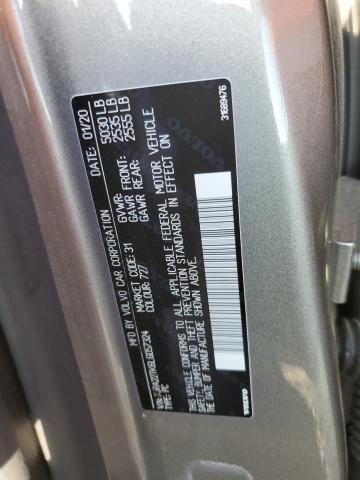 MFD. BY VOLVO CAR CORPORATION DATE: 01/20
MARKET CODE: 31 GVWR: 5030 LB
COLOUR: 727 GAWR FRONT: 2535 LB
GAWR REAR: 2555 LB
VIN:
TYPE: PC
THIS VEHICLE CONFORMS TO ALL APPLICABLE FEDERAL MOTOR VEHICLE
SAFETY, BUMPER AND THEFT PREVENTION STANDARDS IN EFFECT ON
THE DATE OF MANUFACTURE SHOWN ABOVE.
VOLVO
31689476